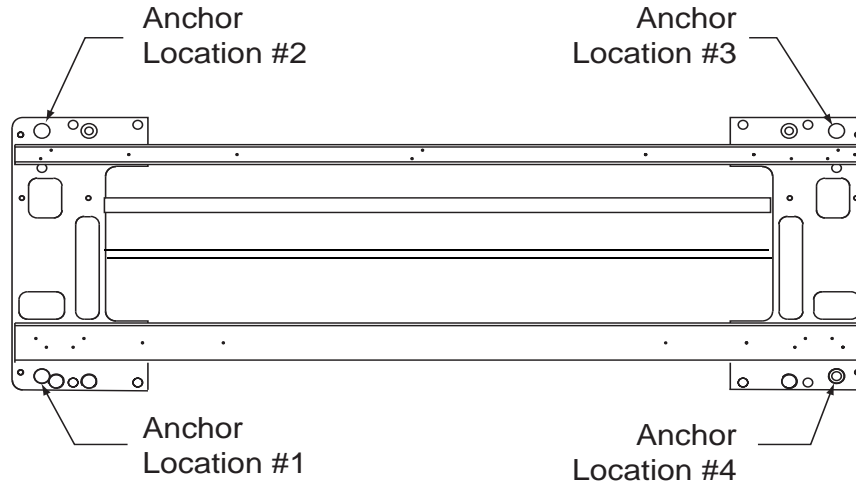 Anchor
Location #2
Anchor
Location #3
Anchor
Location #1
Anchor
Location #4